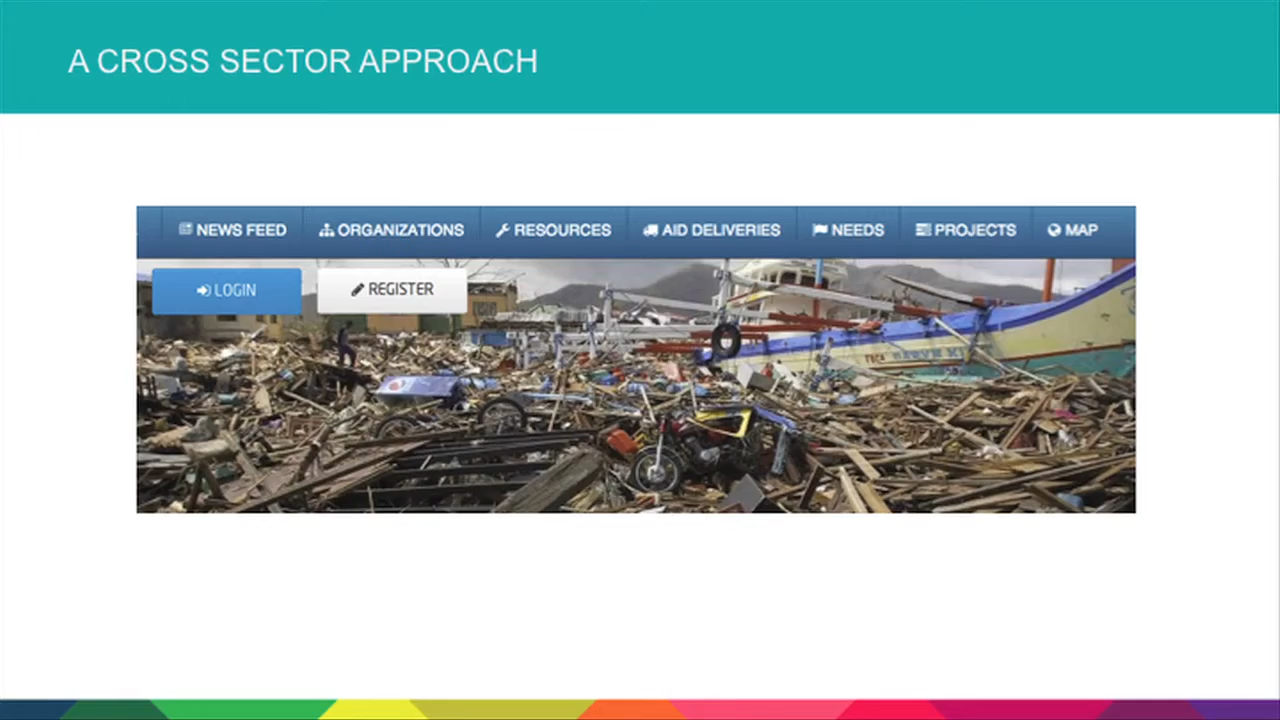 A CROSS SECTOR APPROACH
NEWS FEED ORGANIZATIONS RESOURCES AID DELIVERIES NEEDS PROJECTS MAP
LOGIN REGISTER